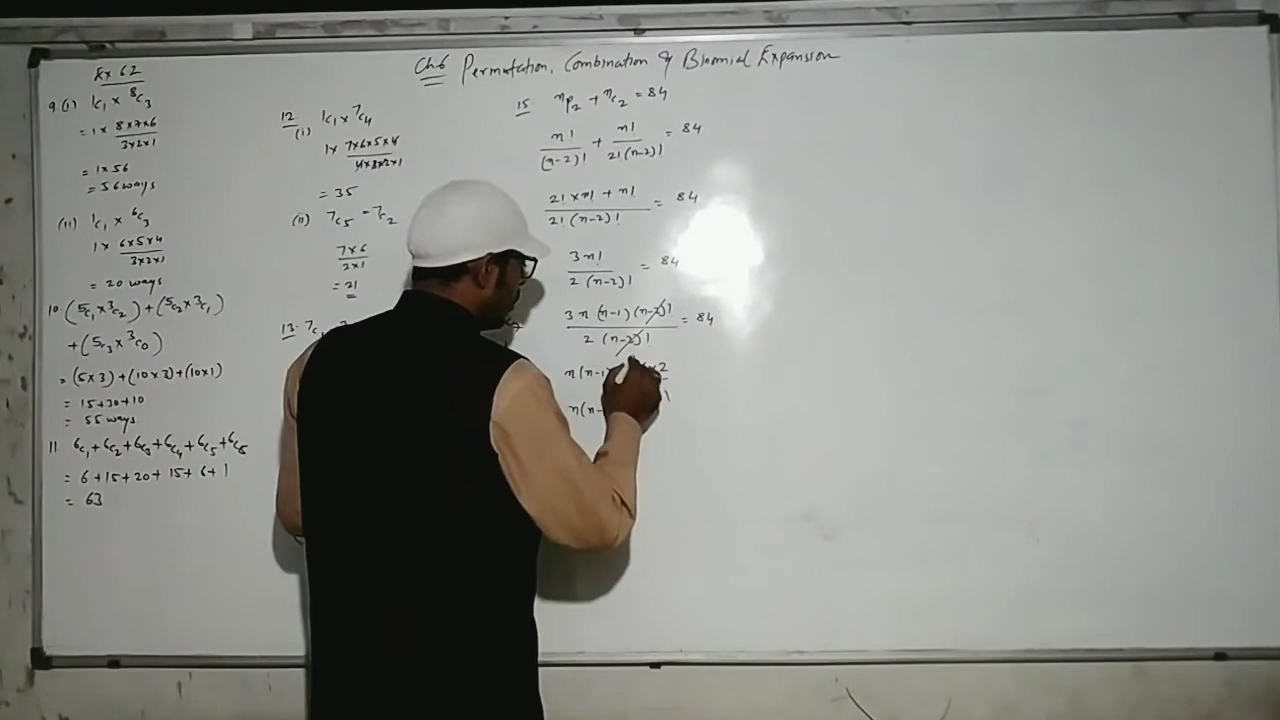 Ch6 Permutation, Combination & Binomial Expansion
Ex 62
9 (i) 1c₁ × ⁸C₃
= 1 × 8×7×6
3×2×1
= 1×56
= 56 ways
(ii) 1c₁ × ⁶C₃
1 × 6×5×4
3×2×1
= 20 ways
10 (5c₁ × ³c₂) + (5c₂ × ³c₁)
+ (5c₃ × ³c₀)
= (5×3) + (10×3) + (10×1)
= 15+30+10
= 55 ways
11 6c₁ + 6c₂ + 6c₃ + 6c₄ + 6c₅ + 6c₆
= 6 + 15 + 20 + 15 + 6 + 1
= 63
12
(i) 1c₁ × ⁷C₄
1 × 7×6×5×4
4×3×2×1
= 35
(ii) 7c₅ = 7c₂
7×6
2×1
= 21
13 7c₁
15 ⁿP₂ + ⁿC₂ = 84
n! + n! = 84
(n-2)! 2!(n-2)!
2! × n! + n! = 84
2!(n-2)!
3n! = 84
2(n-2)!
3n(n-1)(n-2)! = 84
2(n-2)!
n(n-1 × 2
n(n-